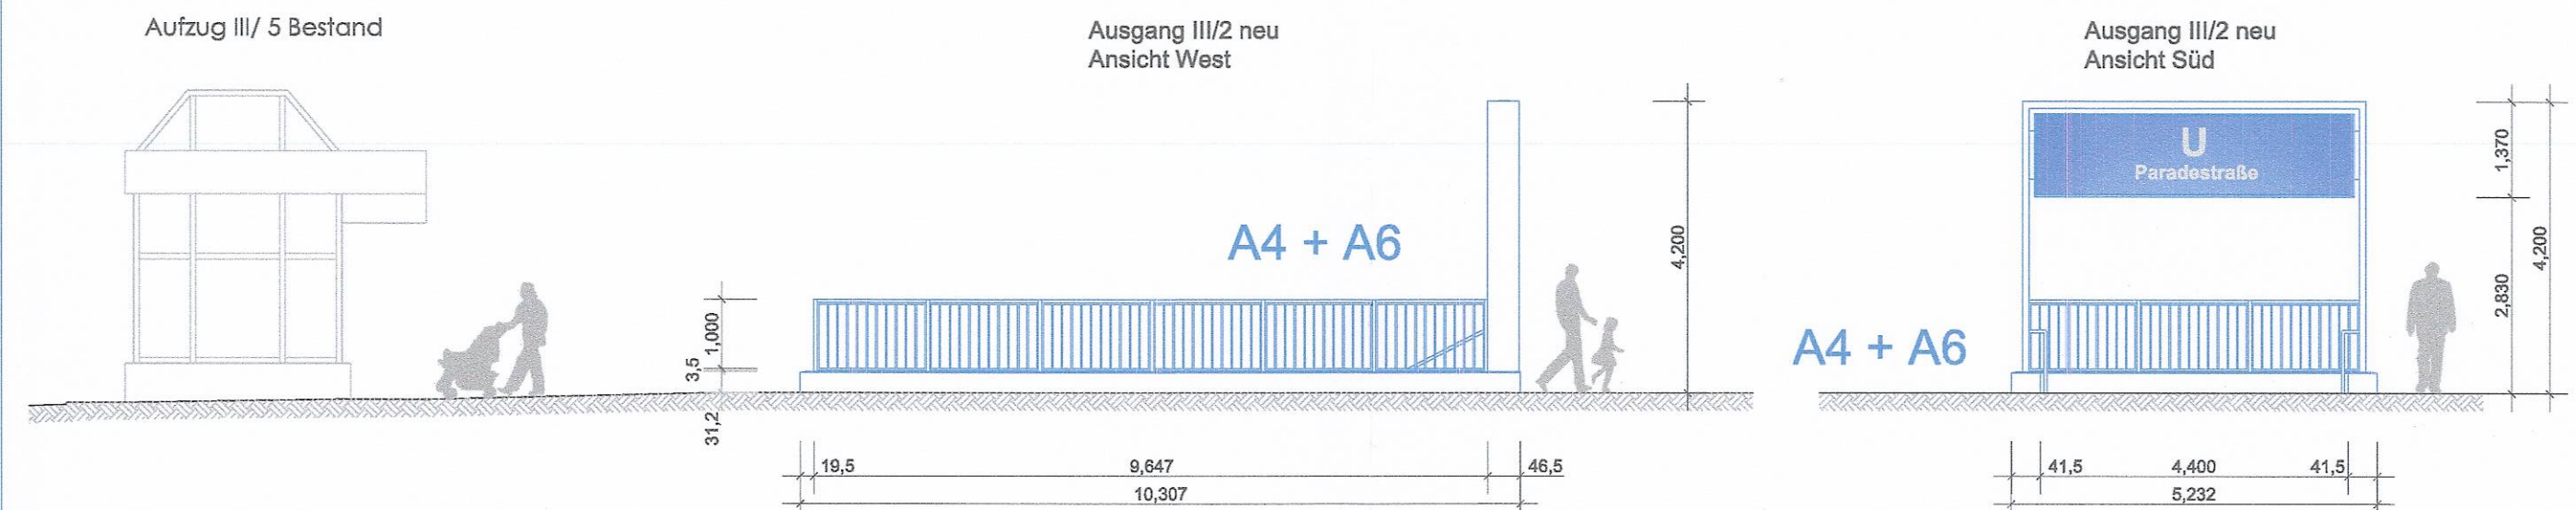 Aufzug III/ 5 Bestand
Ausgang III/2 neu
Ansicht West
A4 + A6
1,000
3,5
31,2
4,200
19,5
9,647
46,5
10,307
Ausgang III/2 neu
Ansicht Süd
U
Paradestraße
A4 + A6
1,370
2,830
4,200
41,5
4,400
41,5
5,232